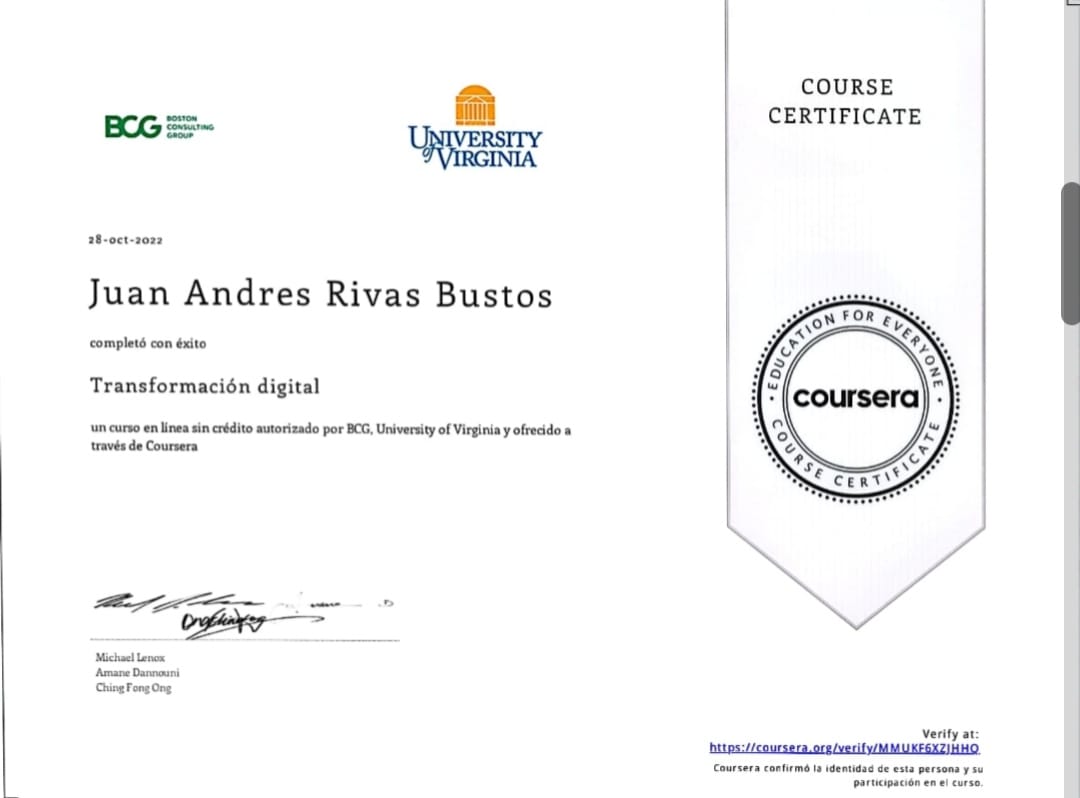 BCG BOSTON
CONSULTING
GROUP
UNIVERSITY
of VIRGINIA
COURSE
CERTIFICATE
28-oct-2022
Juan Andres Rivas Bustos
completó con éxito
Transformación digital
un curso en línea sin crédito autorizado por BCG, University of Virginia y ofrecido a
través de Coursera
EDUCATION FOR EVERYONE
coursera
COURSE CERTIFICATE
Michael Lenox
Amane Dannouni
Ching Fong Ong
Verify at:
https://coursera.org/verify/MMUKF6XZJHHQ
Coursera confirmó la identidad de esta persona y su
participación en el curso.